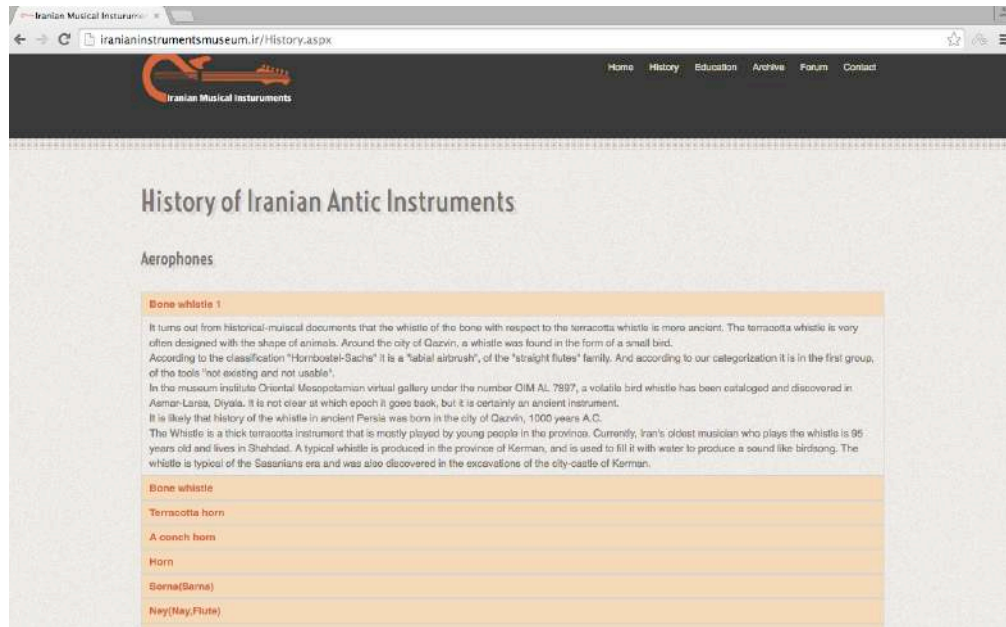 Iranian Musical Insturumer ×
iranianinstrumentsmuseum.ir/History.aspx
Iranian Musical Insturuments
Home History Education Archive Forum Contact
History of Iranian Antic Instruments
Aerophones
Bone whistle 1
It turns out from historical-muiscal documents that the whistle of the bone with respect to the terracotta whistle is more ancient. The terracotta whistle is very
often designed with the shape of animals. Around the city of Qazvin, a whistle was found in the form of a small bird.
According to the classification "Hornbostel-Sachs" it is a "labial airbrush", of the "straight flutes" family. And according to our categorization it is in the first group,
of the tools "not existing and not usable".
In the museum institute Oriental Mesopotamian virtual gallery under the number OIM AL 7897, a volatile bird whistle has been cataloged and discovered in
Asmar-Larsa, Diyala. It is not clear at which epoch it goes back, but it is certainly an ancient instrument.
It is likely that history of the whistle in ancient Persia was born in the city of Qazvin, 1000 years A.C.
The Whistle is a thick terracotta instrument that is mostly played by young people in the province. Currently, Iran's oldest musician who plays the whistle is 95
years old and lives in Shahdad. A typical whistle is produced in the province of Kerman, and is used to fill it with water to produce a sound like birdsong. The
whistle is typical of the Sasanians era and was also discovered in the excavations of the city-castle of Kerman.
Bone whistle
Terracotta horn
A conch horn
Horn
Sorna(Sarna)
Ney(Nay,Flute)